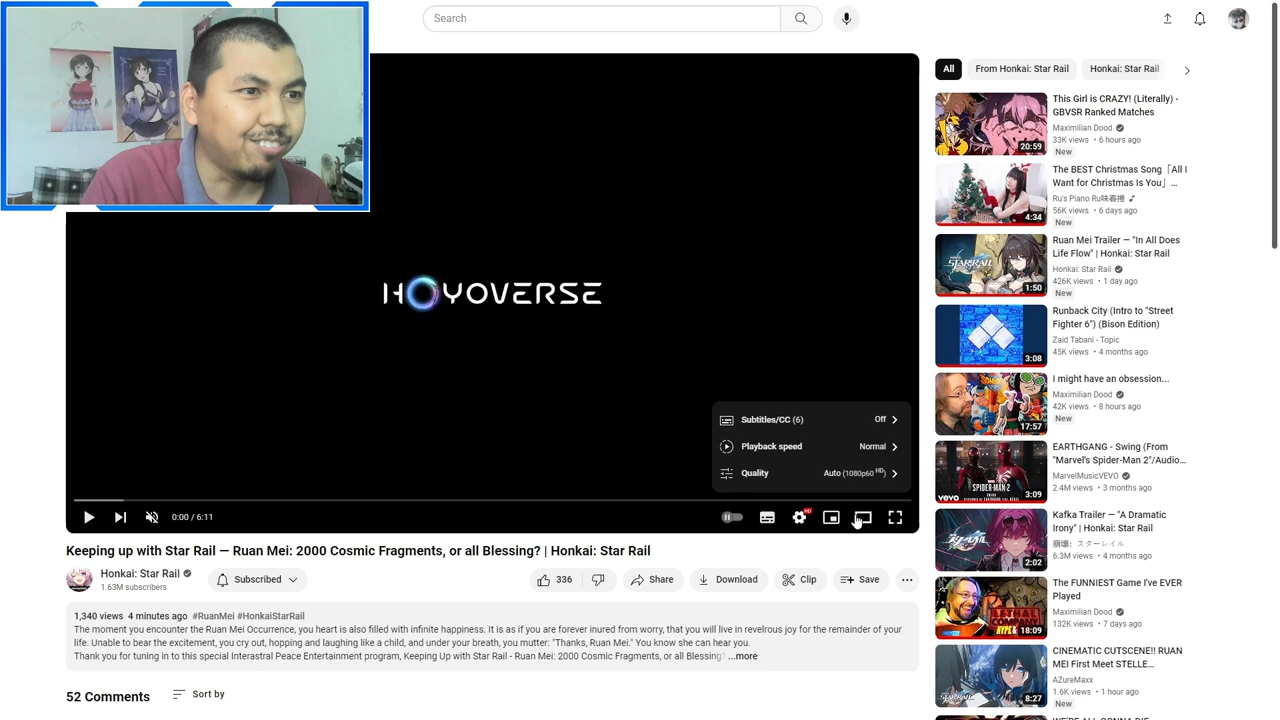 Search
HOYOVERSE
Subtitles/CC (6) Off
Playback speed Normal
Quality Auto (1080p60 HD)
0:00 / 6:11
HD
Keeping up with Star Rail — Ruan Mei: 2000 Cosmic Fragments, or all Blessing? | Honkai: Star Rail
Honkai: Star Rail
1.63M subscribers
Subscribed
336
Share
Download
Clip
Save
1,340 views 4 minutes ago #RuanMei #HonkaiStarRail
The moment you encounter the Ruan Mei Occurrence, you heart is also filled with infinite happiness. It is as if you are forever inured from worry, that you will live in revelrous joy for the remainder of your
life. Unable to bear the excitement, you cry out, hopping and laughing like a child, and under your breath, you mutter: "Thanks, Ruan Mei." You know she can hear you.
Thank you for tuning in to this special Interastral Peace Entertainment program, Keeping Up with Star Rail - Ruan Mei: 2000 Cosmic Fragments, or all Blessing? ...more
52 Comments
Sort by
All
From Honkai: Star Rail
Honkai: Star Rail
20:59
This Girl is CRAZY! (Literally) -
GBVSR Ranked Matches
Maximilian Dood
33K views • 6 hours ago
New
4:34
The BEST Christmas Song「All I
Want for Christmas Is You」 ...
Ru's Piano Ru味春捲
56K views • 6 days ago
New
STAR RAIL
1:50
Ruan Mei Trailer — "In All Does
Life Flow" | Honkai: Star Rail
Honkai: Star Rail
426K views • 1 day ago
New
3:08
Runback City (Intro to "Street
Fighter 6") (Bison Edition)
Zaid Tabani - Topic
45K views • 4 months ago
17:57
I might have an obsession...
Maximilian Dood
42K views • 8 hours ago
New
SPIDER-MAN 2
vevo
3:09
EARTHGANG - Swing (From
"Marvel's Spider-Man 2"/Audio...
MarvelMusicVEVO
2.4M views • 3 months ago
2:02
Kafka Trailer — "A Dramatic
Irony" | Honkai: Star Rail
崩壊：スターレイル
6.3M views • 4 months ago
LETHAL
COMPANY
HYPE
18:09
The FUNNIEST Game I've EVER
Played
Maximilian Dood
132K views • 7 days ago
STAR RAIL
8:27
CINEMATIC CUTSCENE!! RUAN
MEI First Meet STELLE...
AZureMaxx
1.6K views • 1 hour ago
New